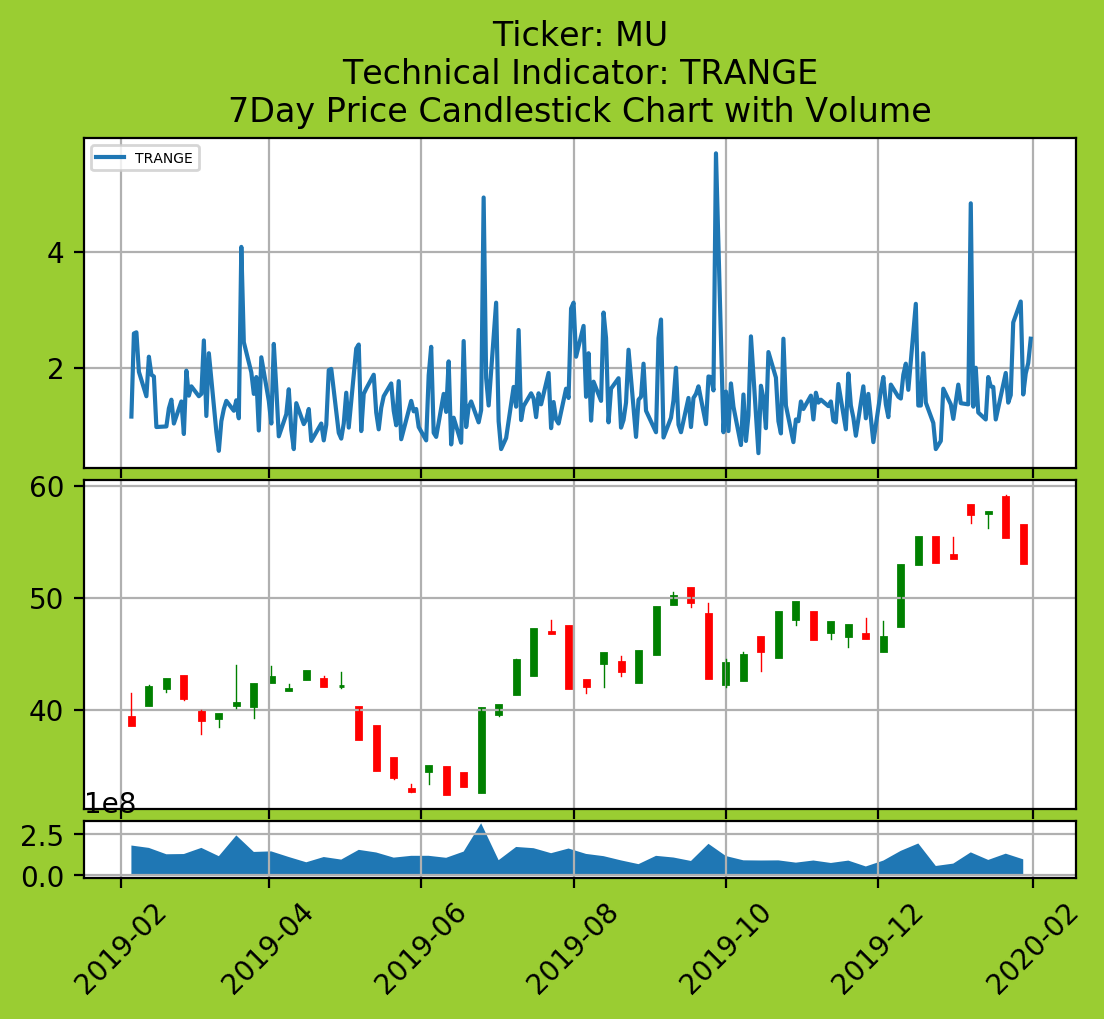 Ticker: MU
Technical Indicator: TRANGE
7Day Price Candlestick Chart with Volume
TRANGE
4
2
60
50
40
1e8
2.5
0.0
2019-02
2019-04
2019-06
2019-08
2019-10
2019-12
2020-02